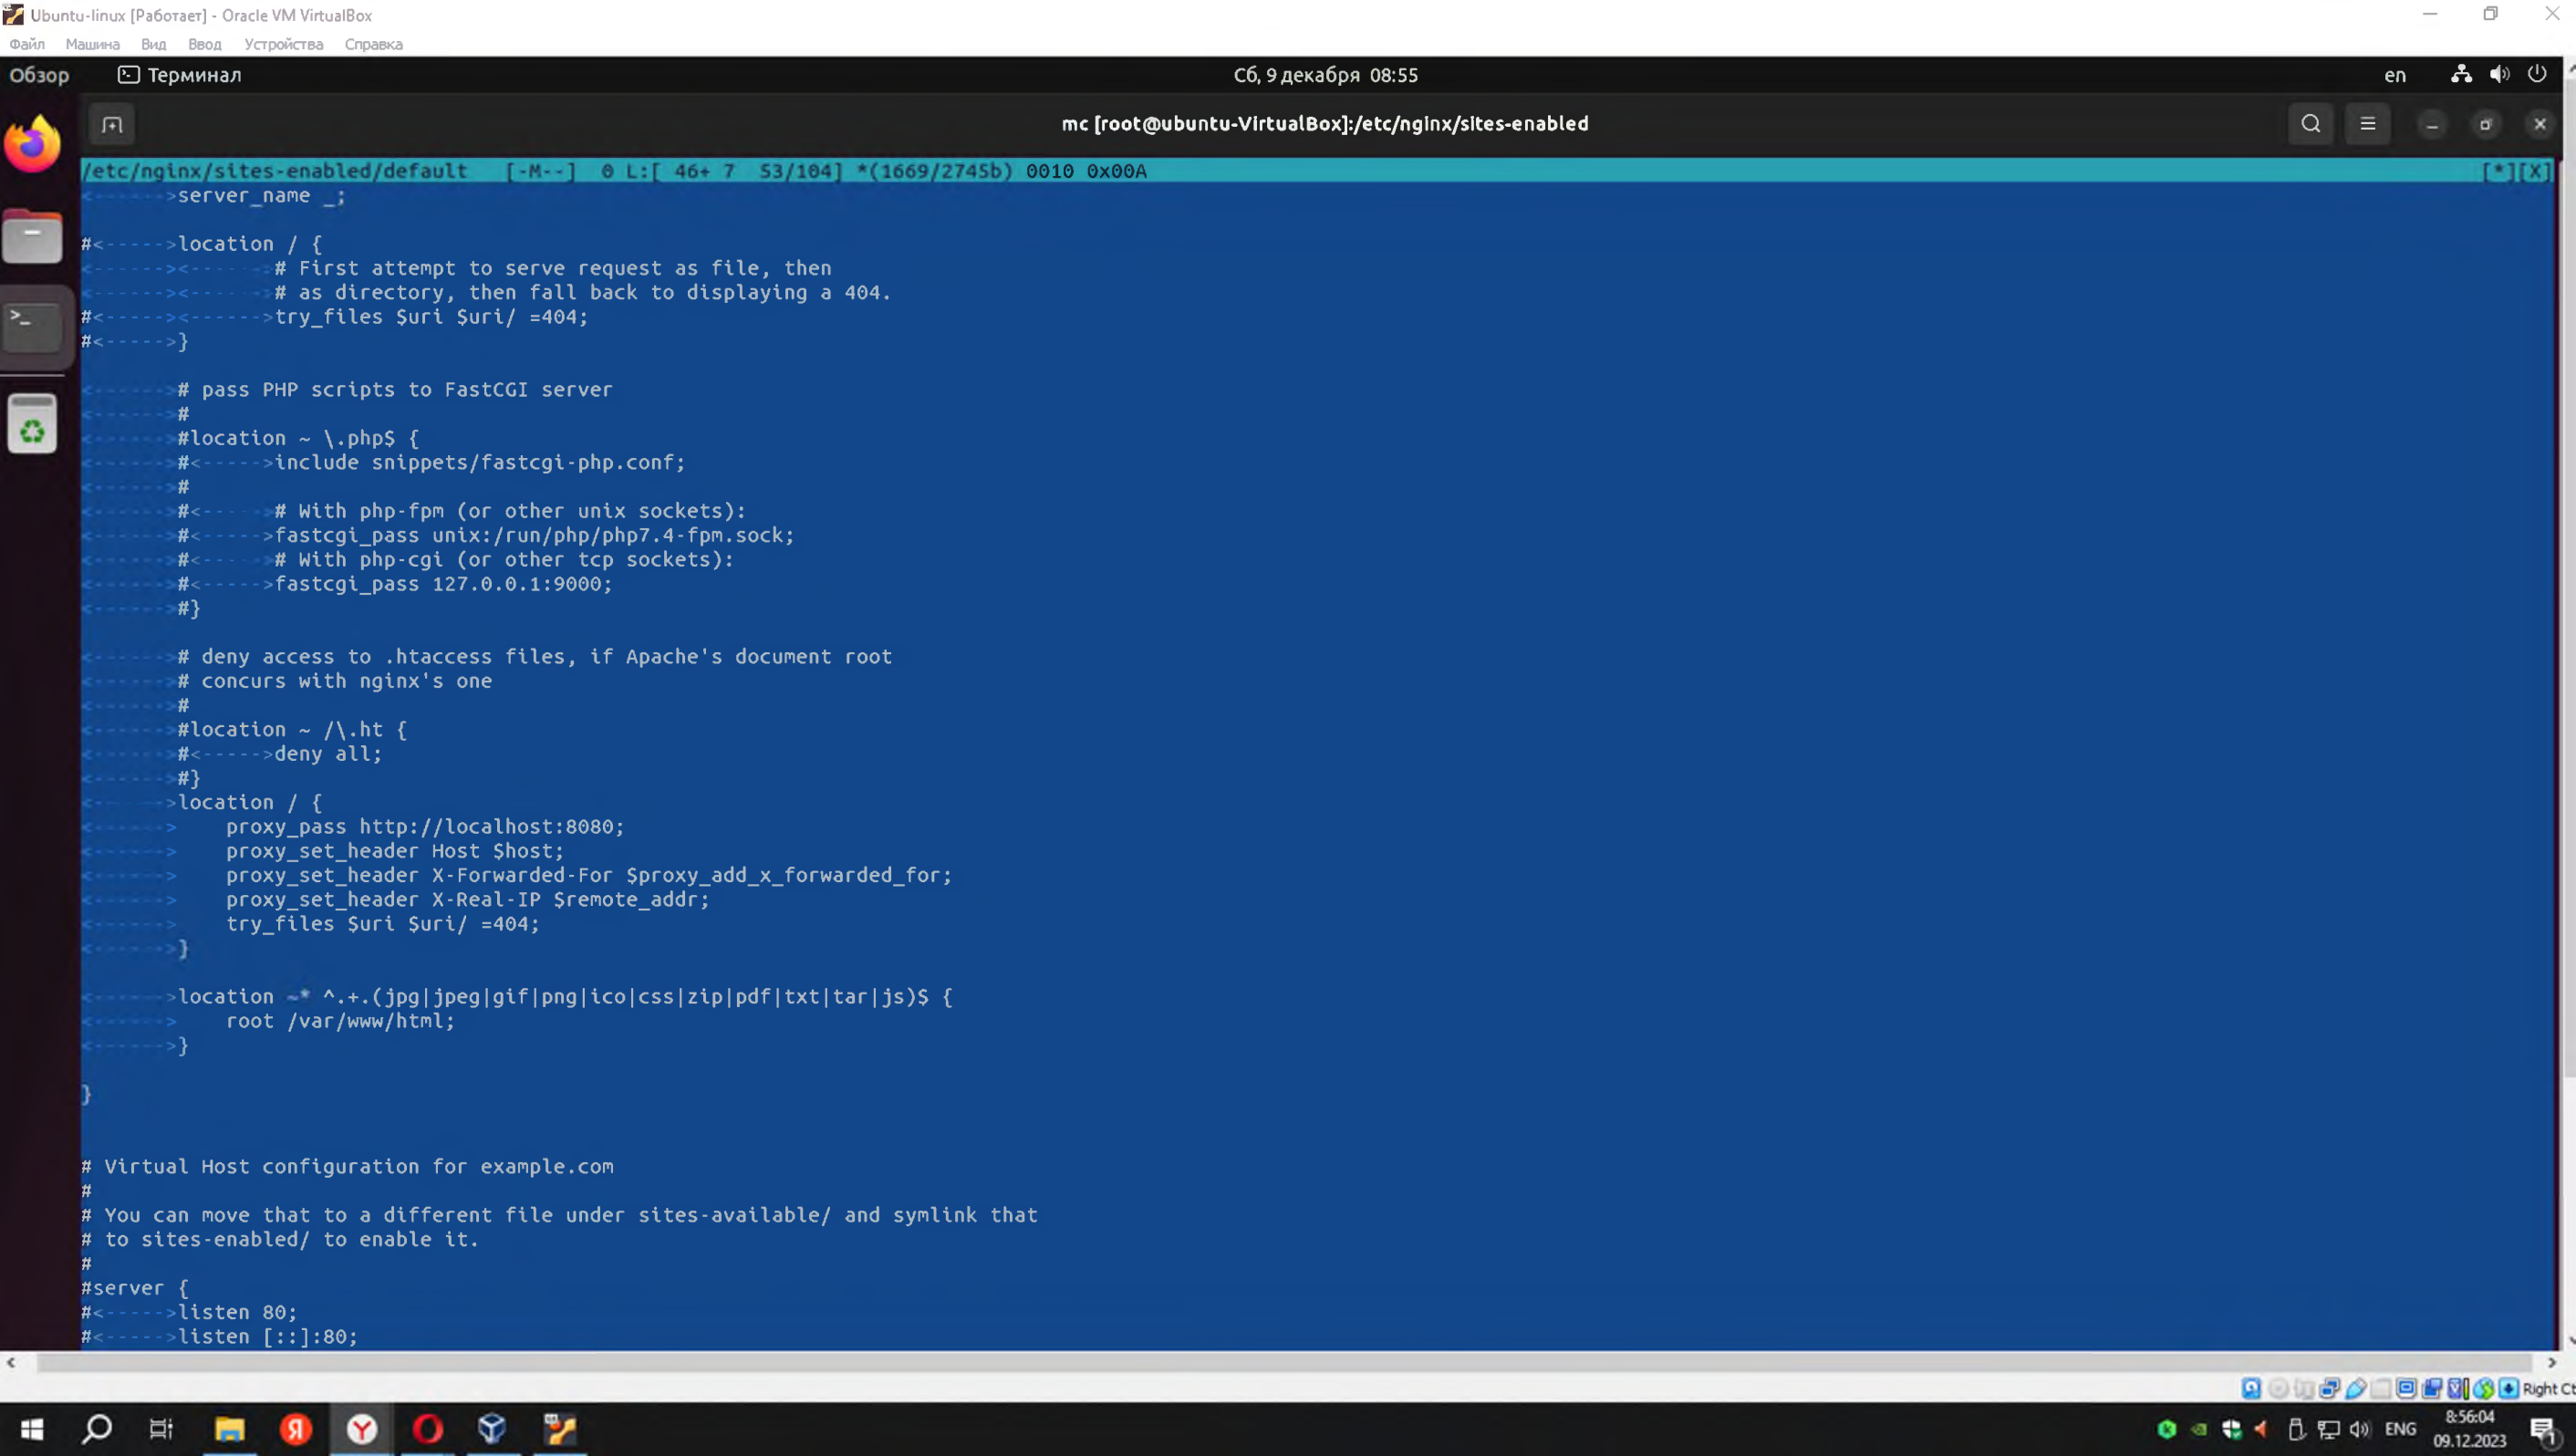 Ubuntu-linux [Работает] - Oracle VM VirtualBox
Файл Машина Вид Ввод Устройства Справка
Обзор Терминал Сб, 9 декабря 08:55 en
mc [root@ubuntu-VirtualBox]:/etc/nginx/sites-enabled
/etc/nginx/sites-enabled/default [-M--] 0 L:[ 46+ 7 53/104] *(1669/2745b) 0010 0x00A [*][X]
<------>server_name _;
#<----->location / {
<------><------># First attempt to serve request as file, then
<------><------># as directory, then fall back to displaying a 404.
#<-----><------>try_files $uri $uri/ =404;
#<----->}
<------># pass PHP scripts to FastCGI server
<------>#
<------>#location ~ \.php$ {
<------>#<----->include snippets/fastcgi-php.conf;
<------>#
<------>#<-----># With php-fpm (or other unix sockets):
<------>#<----->fastcgi_pass unix:/run/php/php7.4-fpm.sock;
<------>#<-----># With php-cgi (or other tcp sockets):
<------>#<----->fastcgi_pass 127.0.0.1:9000;
<------>#}
<------># deny access to .htaccess files, if Apache's document root
<------># concurs with nginx's one
<------>#
<------>#location ~ /\.ht {
<------>#<----->deny all;
<------>#}
<------>location / {
<------>    proxy_pass http://localhost:8080;
<------>    proxy_set_header Host $host;
<------>    proxy_set_header X-Forwarded-For $proxy_add_x_forwarded_for;
<------>    proxy_set_header X-Real-IP $remote_addr;
<------>    try_files $uri $uri/ =404;
<------>}
<------>location ~* ^.+.(jpg|jpeg|gif|png|ico|css|zip|pdf|txt|tar|js)$ {
<------>    root /var/www/html;
<------>}
}
# Virtual Host configuration for example.com
#
# You can move that to a different file under sites-available/ and symlink that
# to sites-enabled/ to enable it.
#
#server {
#<----->listen 80;
#<----->listen [::]:80;
Right Ct
ENG 8:56:04
09.12.2023